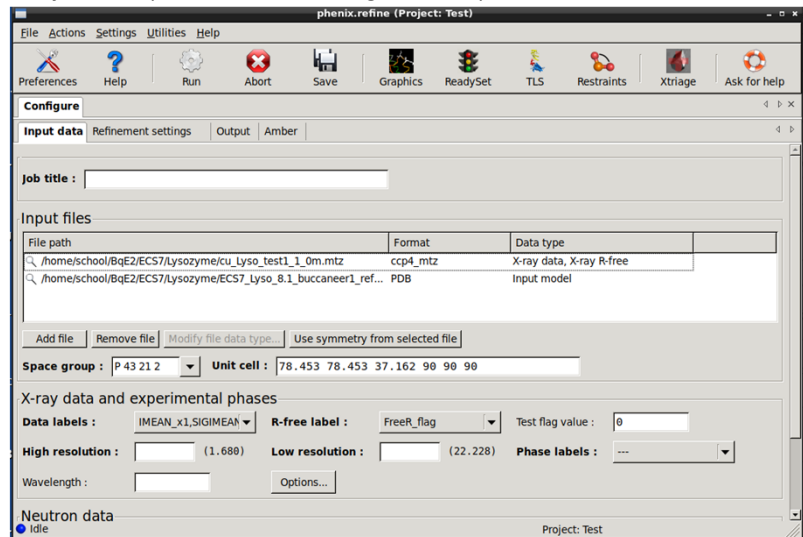 phenix.refine (Project: Test)
File Actions Settings Utilities Help
Preferences Help Run Abort Save Graphics ReadySet TLS Restraints Xtriage Ask for help
Configure
Input data Refinement settings Output Amber
Job title :
Input files
File path Format Data type
/home/school/BqE2/ECS7/Lysozyme/cu_Lyso_test1_1_0m.mtz ccp4_mtz X-ray data, X-ray R-free
/home/school/BqE2/ECS7/Lysozyme/ECS7_Lyso_8.1_buccaneer1_ref... PDB Input model
Add file Remove file Modify file data type... Use symmetry from selected file
Space group : P 43 21 2 Unit cell : 78.453 78.453 37.162 90 90 90
X-ray data and experimental phases
Data labels : IMEAN_x1,SIGIMEAN R-free label : FreeR_flag Test flag value : 0
High resolution : (1.680) Low resolution : (22.228) Phase labels : ---
Wavelength : Options...
Neutron data
Idle Project: Test